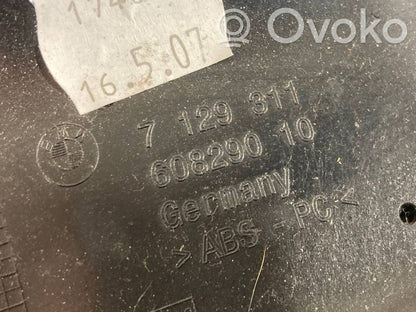 Ovoko
16.5.07
7 129 311
608290 10
Germany
> ABS - PC <